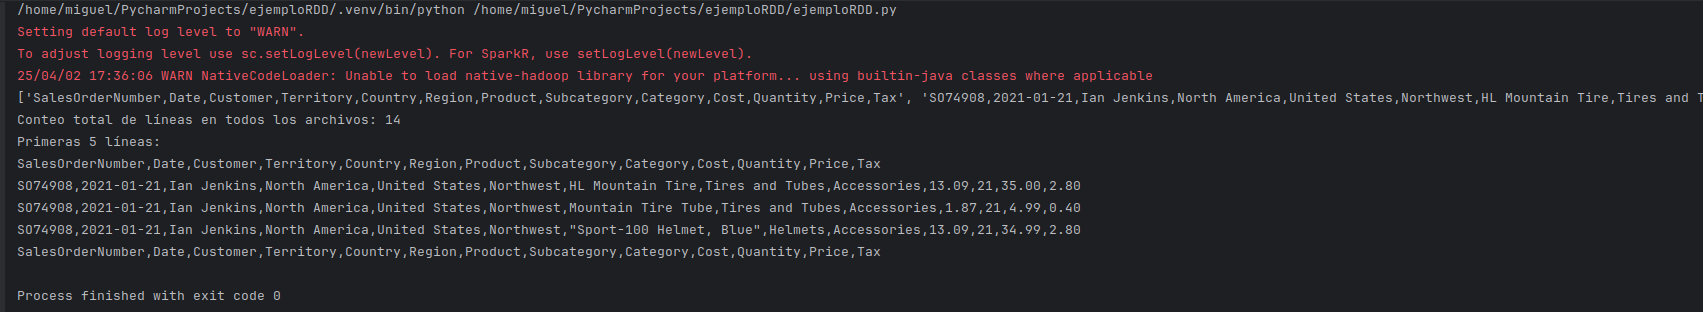 /home/miguel/PycharmProjects/ejemploRDD/.venv/bin/python /home/miguel/PycharmProjects/ejemploRDD/ejemploRDD.py
Setting default log level to "WARN".
To adjust logging level use sc.setLogLevel(newLevel). For SparkR, use setLogLevel(newLevel).
25/04/02 17:36:06 WARN NativeCodeLoader: Unable to load native-hadoop library for your platform... using builtin-java classes where applicable
['SalesOrderNumber,Date,Customer,Territory,Country,Region,Product,Subcategory,Category,Cost,Quantity,Price,Tax', 'SO74908,2021-01-21,Ian Jenkins,North America,United States,Northwest,HL Mountain Tire,Tires and T
Conteo total de líneas en todos los archivos: 14
Primeras 5 líneas:
SalesOrderNumber,Date,Customer,Territory,Country,Region,Product,Subcategory,Category,Cost,Quantity,Price,Tax
SO74908,2021-01-21,Ian Jenkins,North America,United States,Northwest,HL Mountain Tire,Tires and Tubes,Accessories,13.09,21,35.00,2.80
SO74908,2021-01-21,Ian Jenkins,North America,United States,Northwest,Mountain Tire Tube,Tires and Tubes,Accessories,1.87,21,4.99,0.40
SO74908,2021-01-21,Ian Jenkins,North America,United States,Northwest,"Sport-100 Helmet, Blue",Helmets,Accessories,13.09,21,34.99,2.80
SalesOrderNumber,Date,Customer,Territory,Country,Region,Product,Subcategory,Category,Cost,Quantity,Price,Tax
Process finished with exit code 0